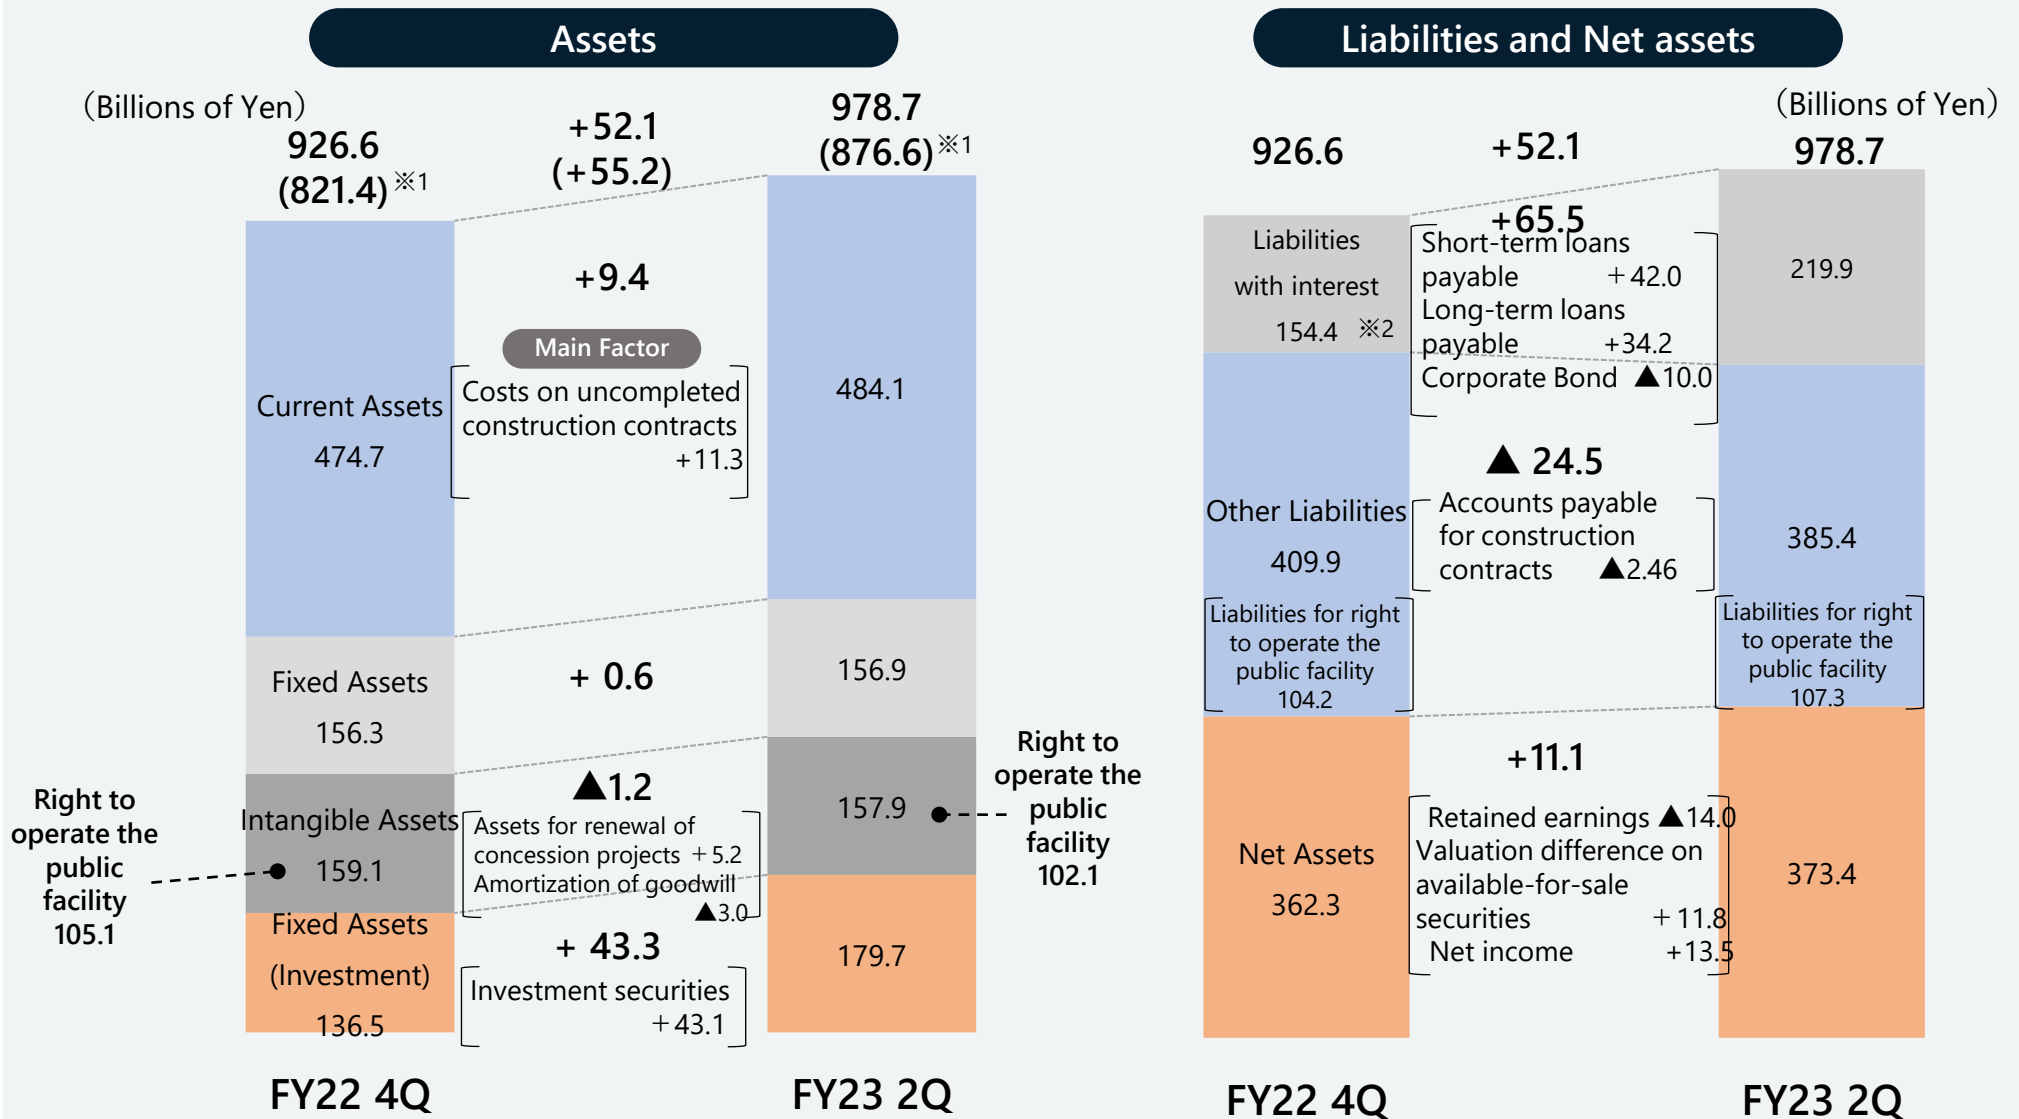 Assets
(Billions of Yen)
926.6
(821.4)※1
+52.1
(+55.2)
978.7
(876.6)※1
Current Assets
474.7
+9.4
Main Factor
Costs on uncompleted
construction contracts
+11.3
484.1
Fixed Assets
156.3
+ 0.6
156.9
Right to
operate the
public
facility
105.1
Intangible Assets
159.1
▲1.2
Assets for renewal of
concession projects +5.2
Amortization of goodwill
▲3.0
157.9
Right to
operate the
public
facility
102.1
Fixed Assets
(Investment)
136.5
+ 43.3
Investment securities
+43.1
179.7
FY22 4Q
FY23 2Q
Liabilities and Net assets
(Billions of Yen)
926.6
+52.1
978.7
Liabilities
with interest
154.4 ※2
+65.5
Short-term loans
payable +42.0
Long-term loans
payable +34.2
Corporate Bond ▲10.0
219.9
Other Liabilities
409.9
▲ 24.5
Accounts payable
for construction
contracts ▲2.46
385.4
Liabilities for right
to operate the
public facility
104.2
Liabilities for right
to operate the
public facility
107.3
Net Assets
362.3
+11.1
Retained earnings ▲14.0
Valuation difference on
available-for-sale
securities +11.8
Net income +13.5
373.4
FY22 4Q
FY23 2Q